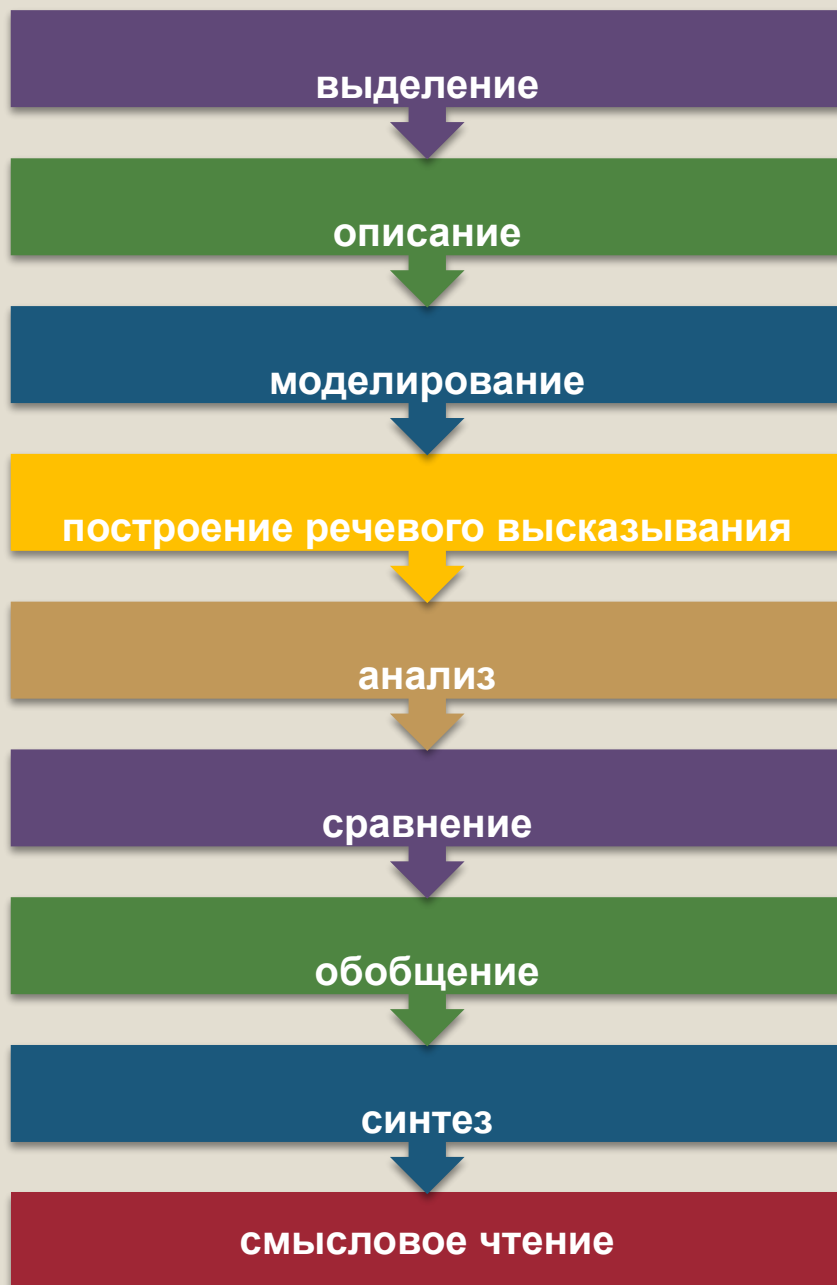 выделение
описание
моделирование
построение речевого высказывания
анализ
сравнение
обобщение
синтез
смысловое чтение